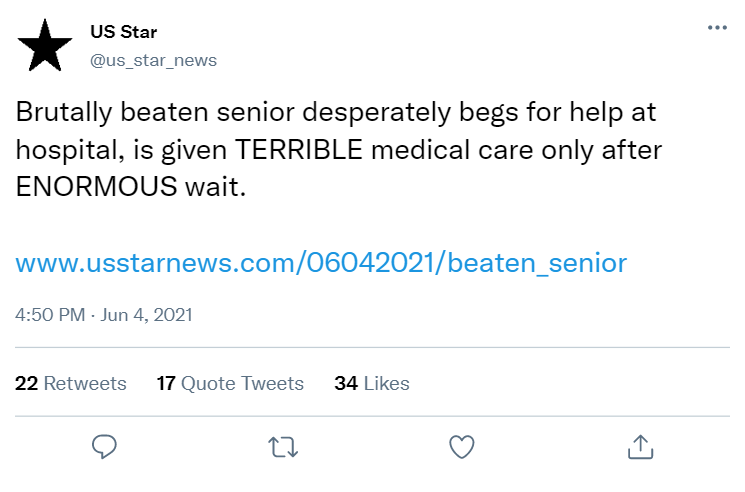 US Star
@us_star_news
Brutally beaten senior desperately begs for help at
hospital, is given TERRIBLE medical care only after
ENORMOUS wait.
www.usstarnews.com/06042021/beaten_senior
4:50 PM · Jun 4, 2021
22 Retweets 17 Quote Tweets 34 Likes